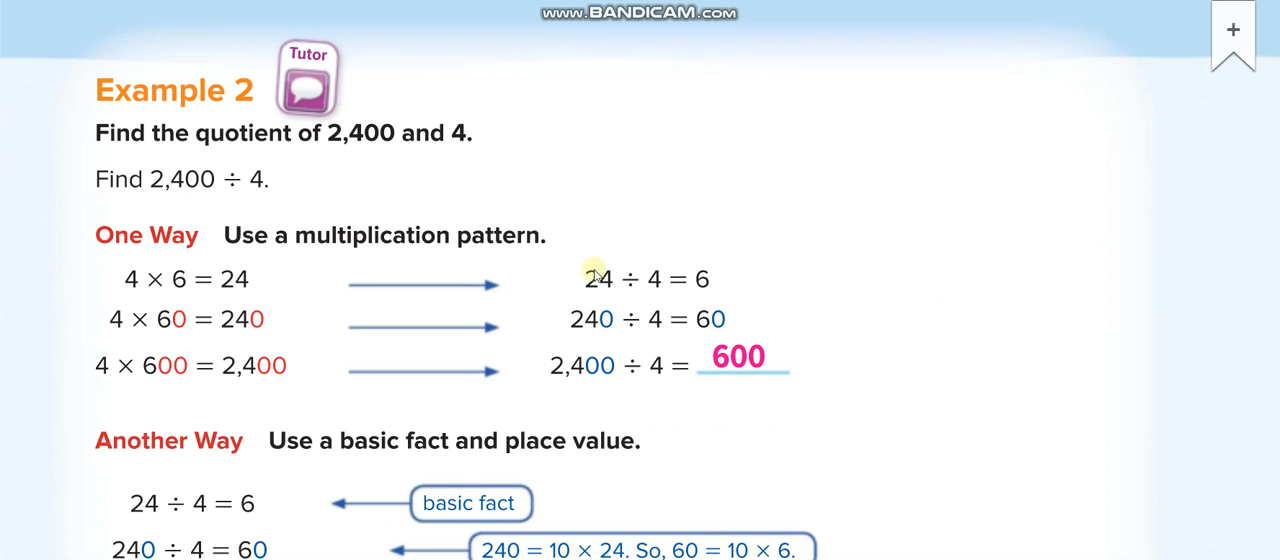 www.BANDICAM.com
+
Tutor
Example 2
Find the quotient of 2,400 and 4.
Find 2,400 ÷ 4.
One Way Use a multiplication pattern.
4 × 6 = 24 24 ÷ 4 = 6
4 × 60 = 240 240 ÷ 4 = 60
4 × 600 = 2,400 2,400 ÷ 4 = 600
Another Way Use a basic fact and place value.
24 ÷ 4 = 6 basic fact
240 ÷ 4 = 60 240 = 10 × 24. So, 60 = 10 × 6.